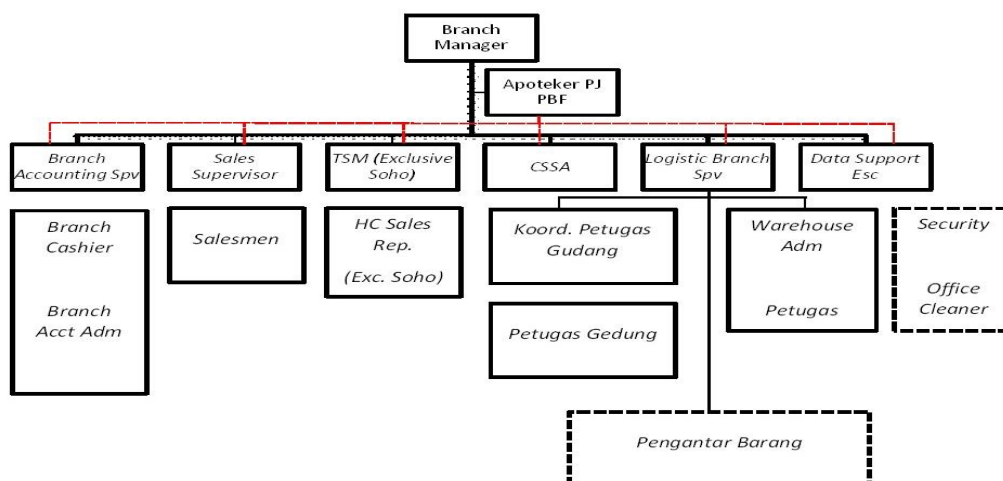 Branch
Manager
Apoteker PJ
PBF
Branch
Accounting Spv
Sales
Supervisor
TSM (Exclusive
Soho)
CSSA
Logistic Branch
Spv
Data Support
Esc
Branch
Cashier
Branch
Acct Adm
Salesmen
HC Sales
Rep.
(Exc. Soho)
Koord. Petugas
Gudang
Petugas Gedung
Warehouse
Adm
Petugas
Security
Office
Cleaner
Pengantar Barang